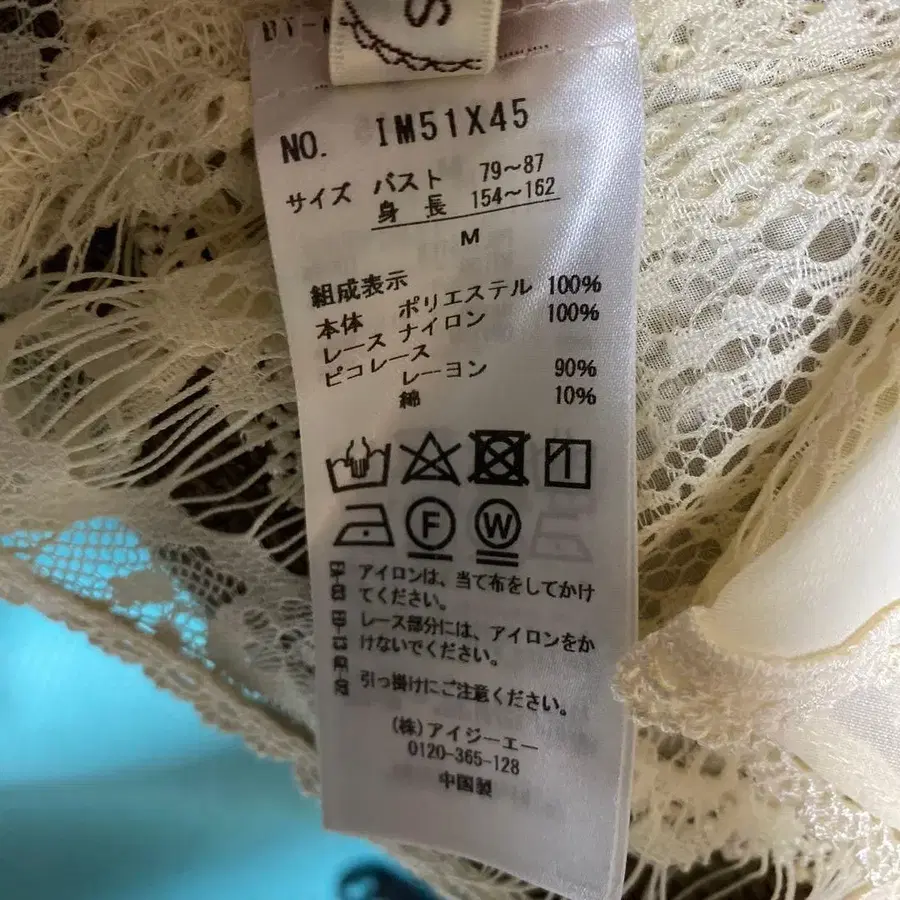 S
NO. IM51X45
サイズ バスト 79～87
身 長 154～162
M
組成表示
本体 ポリエステル 100%
レース ナイロン 100%
ピコレース
レーヨン 90%
綿 10%
F W
アイロンは、当て布をしてかけ
てください。
レース部分には、アイロンをか
けないでください。
引っ掛けにご注意ください。
(株)アイジーエー
0120-365-128
中国製